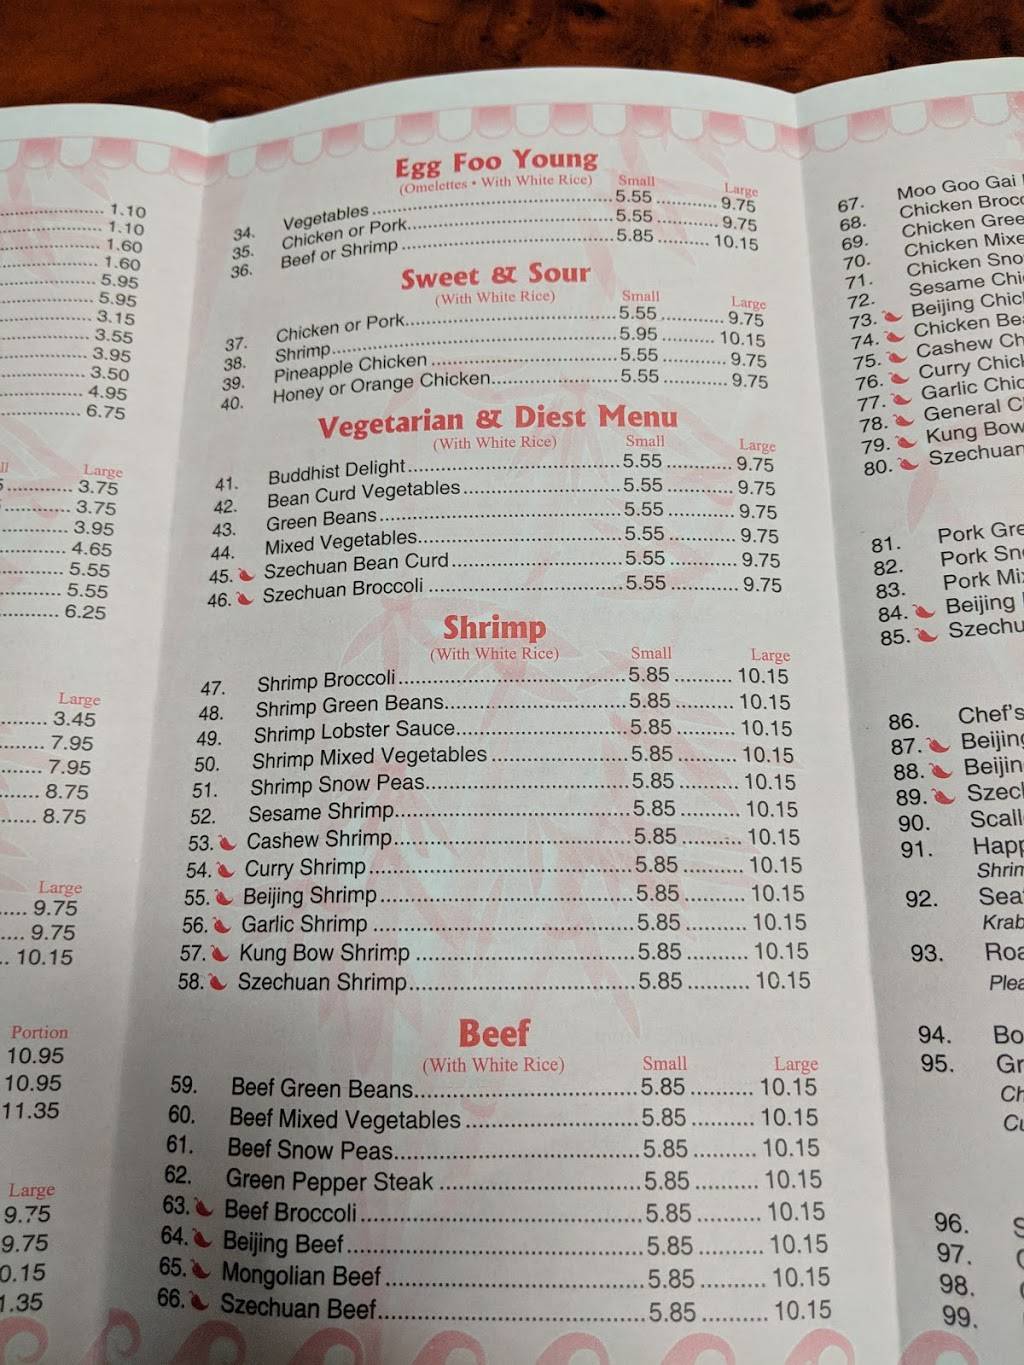 1.10
1.10
1.60
1.60
5.95
5.95
3.15
3.55
3.95
3.50
4.95
6.75
Large
3.75
3.75
3.95
4.65
5.55
5.55
6.25
Large
3.45
7.95
7.95
8.75
8.75
Large
9.75
9.75
10.15
Portion
10.95
10.95
11.35
Large
9.75
9.75
Egg Foo Young
(Omelettes • With White Rice) Small Large
34. Vegetables 5.55 9.75
35. Chicken or Pork 5.55 9.75
36. Beef or Shrimp 5.85 10.15
Sweet & Sour
(With White Rice) Small Large
37. Chicken or Pork 5.55 9.75
38. Shrimp 5.95 10.15
39. Pineapple Chicken 5.55 9.75
40. Honey or Orange Chicken 5.55 9.75
Vegetarian & Diest Menu
(With White Rice) Small Large
41. Buddhist Delight 5.55 9.75
42. Bean Curd Vegetables 5.55 9.75
43. Green Beans 5.55 9.75
44. Mixed Vegetables 5.55 9.75
45. Szechuan Bean Curd 5.55 9.75
46. Szechuan Broccoli 5.55 9.75
Shrimp
(With White Rice) Small Large
47. Shrimp Broccoli 5.85 10.15
48. Shrimp Green Beans 5.85 10.15
49. Shrimp Lobster Sauce 5.85 10.15
50. Shrimp Mixed Vegetables 5.85 10.15
51. Shrimp Snow Peas 5.85 10.15
52. Sesame Shrimp 5.85 10.15
53. Cashew Shrimp 5.85 10.15
54. Curry Shrimp 5.85 10.15
55. Beijing Shrimp 5.85 10.15
56. Garlic Shrimp 5.85 10.15
57. Kung Bow Shrimp 5.85 10.15
58. Szechuan Shrimp 5.85 10.15
Beef
(With White Rice) Small Large
59. Beef Green Beans 5.85 10.15
60. Beef Mixed Vegetables 5.85 10.15
61. Beef Snow Peas 5.85 10.15
62. Green Pepper Steak 5.85 10.15
63. Beef Broccoli 5.85 10.15
64. Beijing Beef 5.85 10.15
65. Mongolian Beef 5.85 10.15
66. Szechuan Beef 5.85 10.15
67. Moo Goo Gai
68. Chicken
69. Chicken
70. Chicken
71. Chicken
72. Sesame
73. Beijing
74. Chicken
75. Cashew
76. Curry
77. Garlic
78. General
79. Kung Bow
80. Szechuan
81. Pork
82. Pork
83. Pork
84. Beijing
85.
86. Chef's
87.
88.
89.
90.
91.
92.
93.
94.
95.
96.
97.
98.
99.